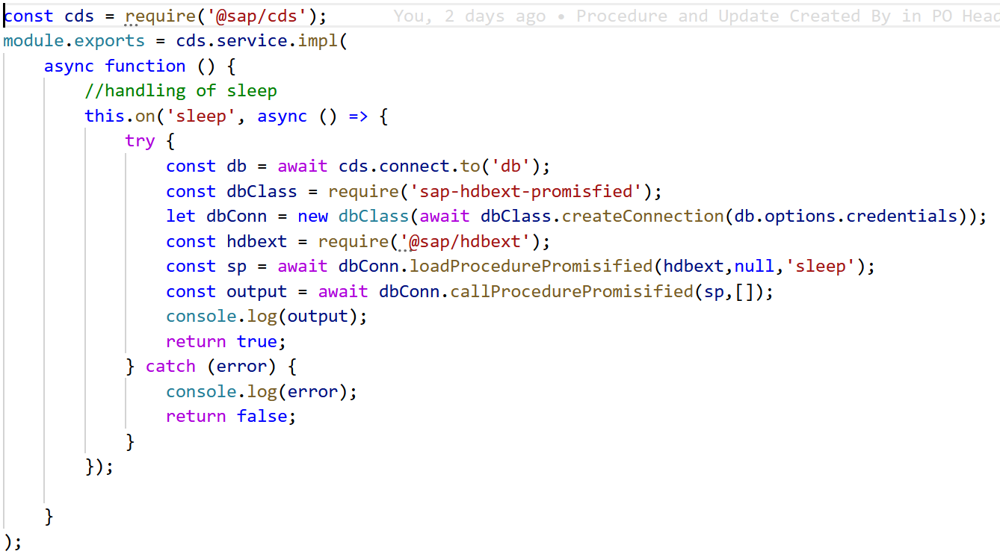 const cds = require('@sap/cds');       You, 2 days ago • Procedure and Update Created By in PO Head
module.exports = cds.service.impl(
    async function () {
        //handling of sleep
        this.on('sleep', async () => {
            try {
                const db = await cds.connect.to('db');
                const dbClass = require('sap-hdbext-promisfied');
                let dbConn = new dbClass(await dbClass.createConnection(db.options.credentials));
                const hdbext = require('@sap/hdbext');
                const sp = await dbConn.loadProcedurePromisified(hdbext,null,'sleep');
                const output = await dbConn.callProcedurePromisified(sp,[]);
                console.log(output);
                return true;
            } catch (error) {
                console.log(error);
                return false;
            }
        });

    }
);